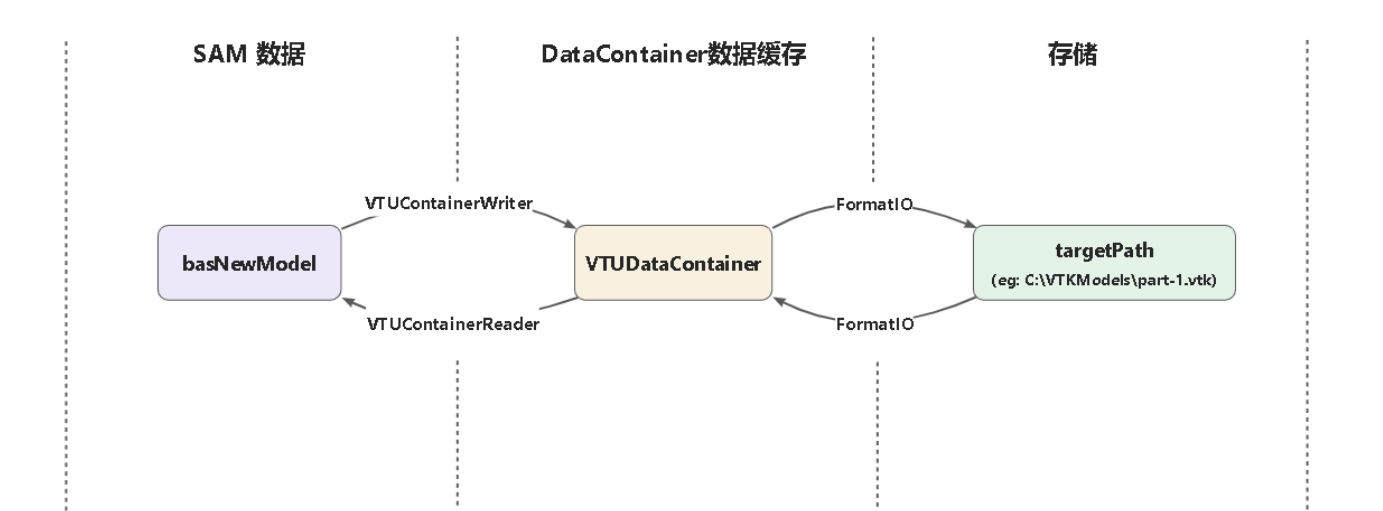 SAM 数据
DataContainer数据缓存
存储
VTUContainerWriter
FormatIO
basNewModel
VTUDataContainer
targetPath
(eg: C:\VTKModels\part-1.vtk)
VTUContainerReader
FormatIO